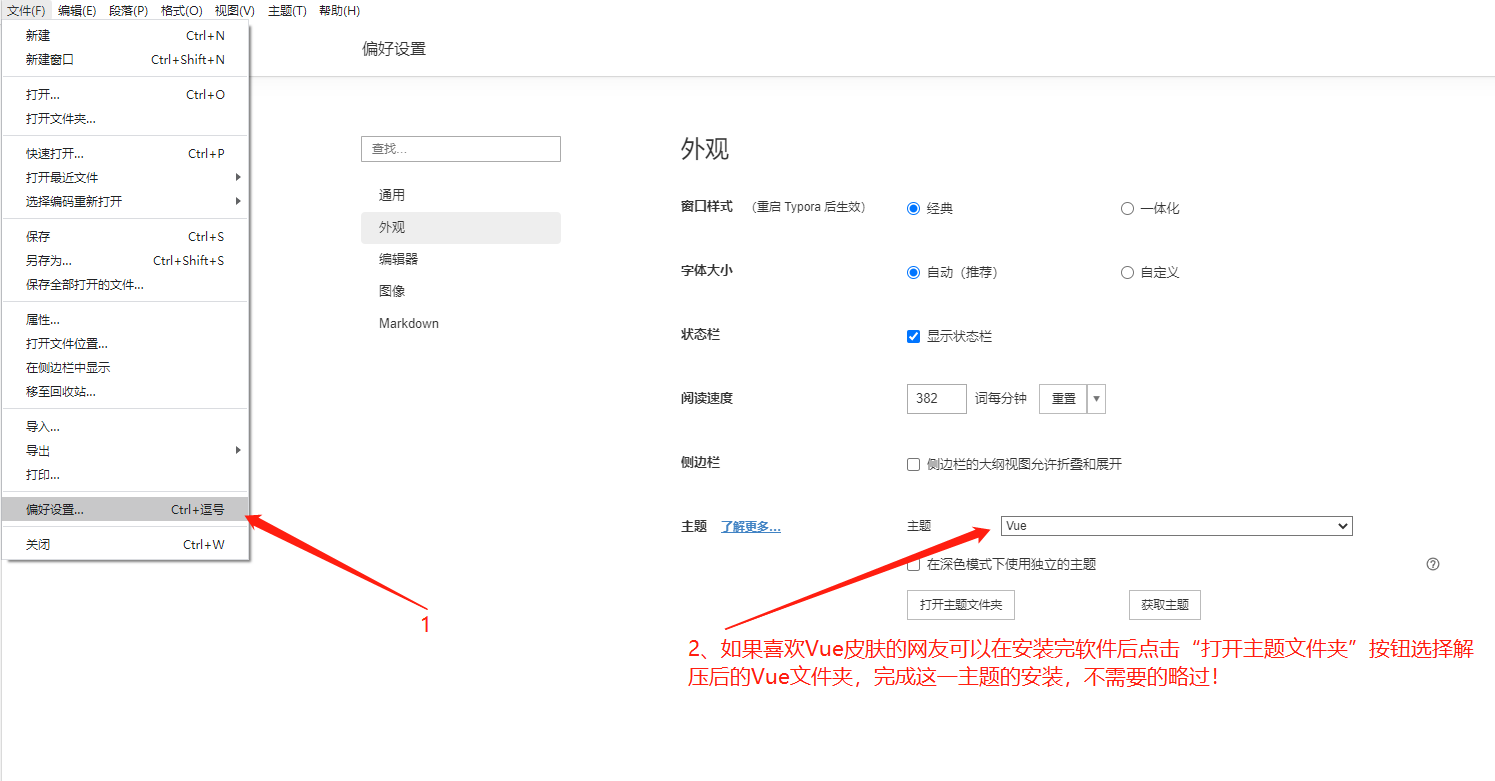 文件(F) 编辑(E) 段落(P) 格式(O) 视图(V) 主题(T) 帮助(H)
新建 Ctrl+N
新建窗口 Ctrl+Shift+N
打开... Ctrl+O
打开文件夹...
快速打开... Ctrl+P
打开最近文件
选择编码重新打开
保存 Ctrl+S
另存为... Ctrl+Shift+S
保存全部打开的文件...
属性...
打开文件位置...
在侧边栏中显示
移至回收站...
导入...
导出
打印...
偏好设置... Ctrl+逗号
关闭 Ctrl+W
1
偏好设置
查找...
通用
外观
编辑器
图像
Markdown
外观
窗口样式 (重启 Typora 后生效) 经典 一体化
字体大小 自动（推荐） 自定义
状态栏 显示状态栏
阅读速度 382 词每分钟 重置
侧边栏 侧边栏的大纲视图允许折叠和展开
主题 了解更多... 主题 Vue
在深色模式下使用独立的主题
打开主题文件夹 获取主题
2、如果喜欢Vue皮肤的网友可以在安装完软件后点击“打开主题文件夹”按钮选择解
压后的Vue文件夹，完成这一主题的安装，不需要的略过！